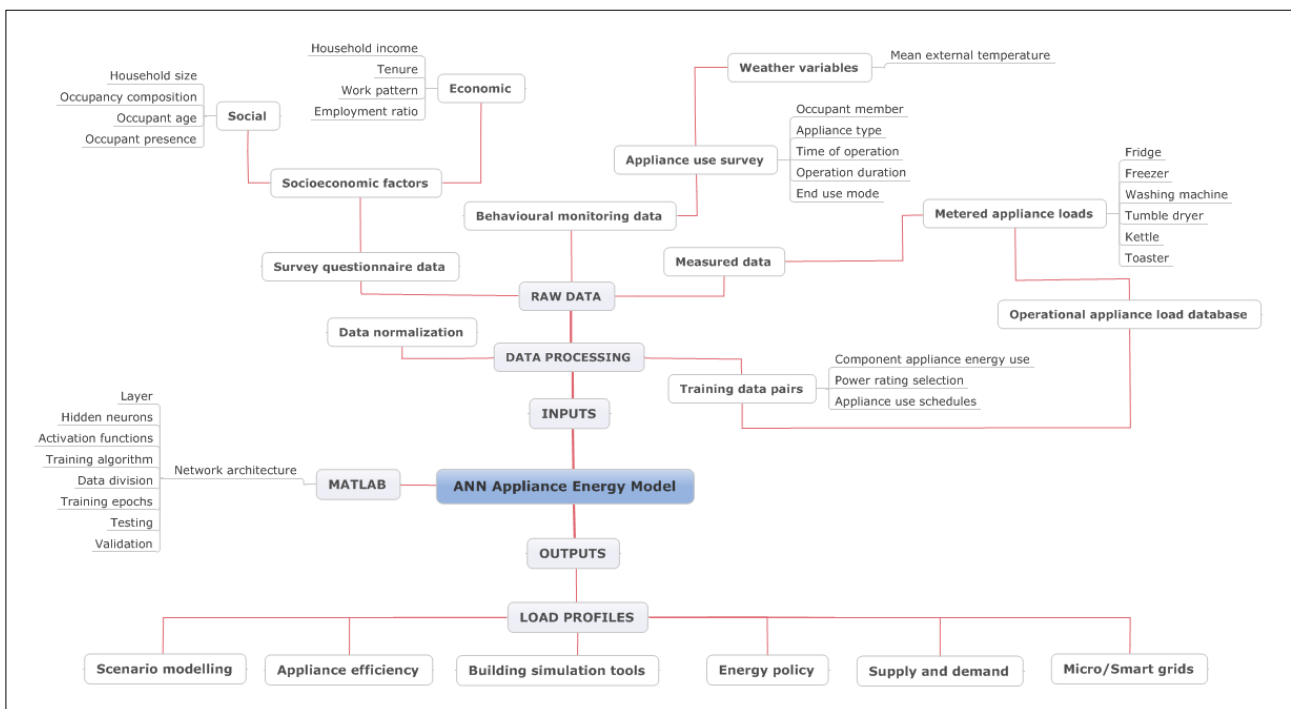 Household income
Tenure
Work pattern
Employment ratio
Economic
Household size
Occupancy composition
Occupant age
Occupant presence
Social
Socioeconomic factors
Survey questionnaire data
Weather variables
Mean external temperature
Appliance use survey
Occupant member
Appliance type
Time of operation
Operation duration
End use mode
Behavioural monitoring data
Metered appliance loads
Fridge
Freezer
Washing machine
Tumble dryer
Kettle
Toaster
Measured data
RAW DATA
Operational appliance load database
Data normalization
DATA PROCESSING
Training data pairs
Component appliance energy use
Power rating selection
Appliance use schedules
INPUTS
Layer
Hidden neurons
Activation functions
Training algorithm
Data division
Training epochs
Testing
Validation
Network architecture
MATLAB
ANN Appliance Energy Model
OUTPUTS
LOAD PROFILES
Scenario modelling
Appliance efficiency
Building simulation tools
Energy policy
Supply and demand
Micro/Smart grids